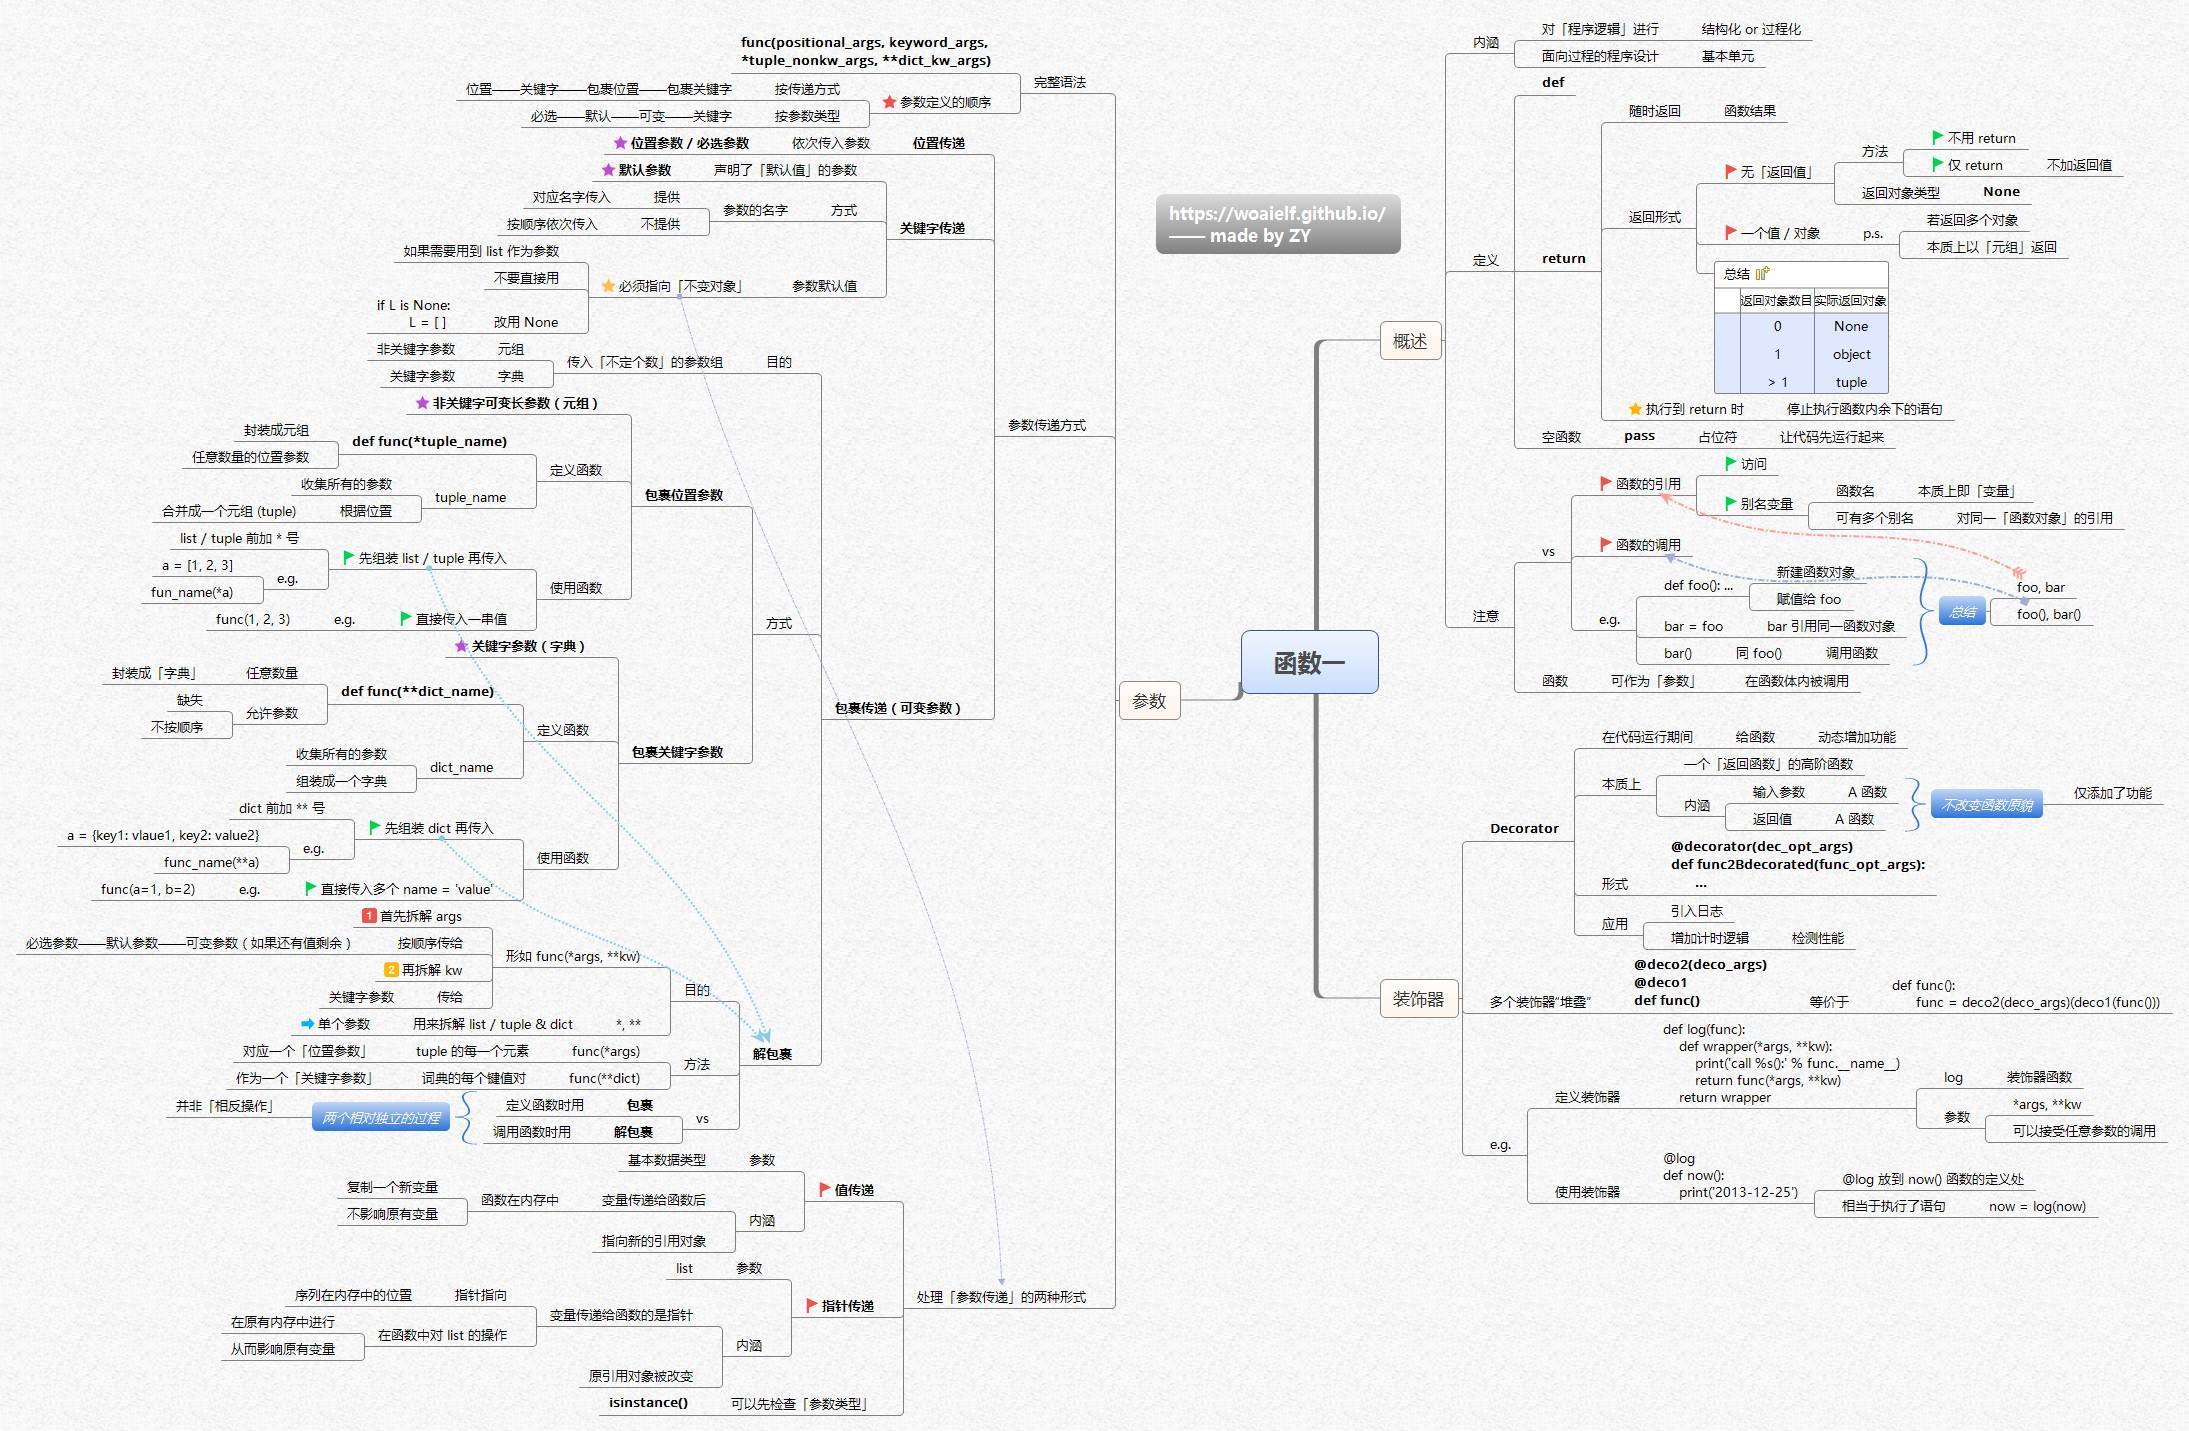 函数一
https://woaielf.github.io/
—— made by ZY
概述
内涵
对「程序逻辑」进行 结构化 or 过程化
面向过程的程序设计 基本单元
定义
def
return
随时返回 函数结果
返回形式
无「返回值」
方法
不用 return
仅 return 不加返回值
返回对象类型 None
一个值 / 对象 p.s.
若返回多个对象
本质上以「元组」返回
总结
返回对象数目 实际返回对象
0 None
1 object
> 1 tuple
执行到 return 时 停止执行函数内余下的语句
空函数 pass 占位符 让代码先运行起来
注意
vs
函数的引用
访问
别名变量
函数名 本质上即「变量」
可有多个别名 对同一「函数对象」的引用
函数的调用
e.g.
def foo(): ...
新建函数对象
赋值给 foo
bar = foo bar 引用同一函数对象
bar() 同 foo() 调用函数
总结
foo, bar
foo(), bar()
函数 可作为「参数」 在函数体内被调用
装饰器
Decorator
在代码运行期间 给函数 动态增加功能
本质上
一个「返回函数」的高阶函数
内涵
输入参数 A 函数
返回值 A 函数
不改变函数原貌 仅添加了功能
形式
@decorator(dec_opt_args)
def func2Bdecorated(func_opt_args):
...
应用
引入日志
增加计时逻辑 检测性能
多个装饰器“堆叠”
@deco2(deco_args)
@deco1
def func()
等价于
def func():
func = deco2(deco_args)(deco1(func()))
e.g.
定义装饰器
def log(func):
def wrapper(*args, **kw):
print('call %s():' % func.__name__)
return func(*args, **kw)
return wrapper
log 装饰器函数
参数
*args, **kw
可以接受任意参数的调用
使用装饰器
@log
def now():
print('2013-12-25')
@log 放到 now() 函数的定义处
相当于执行了语句 now = log(now)
参数
完整语法
func(positional_args, keyword_args,
*tuple_nonkw_args, **dict_kw_args)
参数定义的顺序
位置——关键字——包裹位置——包裹关键字 按传递方式
必选——默认——可变——关键字 按参数类型
参数传递方式
位置参数 / 必选参数 依次传入参数 位置传递
关键字传递
默认参数 声明了「默认值」的参数
对应名字传入 提供
按顺序依次传入 不提供
参数的名字 方式
如果需要用到 list 作为参数
不要直接用
if L is None:
L = [ ] 改用 None
必须指向「不变对象」 参数默认值
包裹传递（可变参数）
非关键字参数 元组
关键字参数 字典
传入「不定个数」的参数组 目的
方式
包裹位置参数
非关键字可变长参数（元组）
定义函数
封装成元组
任意数量的位置参数
def func(*tuple_name)
收集所有的参数
合并成一个元组 (tuple) 根据位置
tuple_name
使用函数
list / tuple 前加 * 号
a = [1, 2, 3]
fun_name(*a)
e.g.
先组装 list / tuple 再传入
func(1, 2, 3) e.g. 直接传入一串值
包裹关键字参数
关键字参数（字典）
定义函数
封装成「字典」 任意数量
缺失
不按顺序
允许参数
def func(**dict_name)
收集所有的参数
组装成一个字典
dict_name
使用函数
dict 前加 ** 号
a = {key1: vlaue1, key2: value2}
func_name(**a)
e.g.
先组装 dict 再传入
func(a=1, b=2) e.g. 直接传入多个 name = 'value'
解包裹
目的
1 首先拆解 args
必选参数——默认参数——可变参数（如果还有值剩余） 按顺序传给
2 再拆解 kw
关键字参数 传给
形如 func(*args, **kw)
单个参数 用来拆解 list / tuple & dict *, **
方法
对应一个「位置参数」 tuple 的每一个元素 func(*args)
作为一个「关键字参数」 词典的每个键值对 func(**dict)
vs
定义函数时用 包裹
调用函数时用 解包裹
并非「相反操作」 两个相对独立的过程
处理「参数传递」的两种形式
值传递
基本数据类型 参数
内涵
复制一个新变量
不影响原有变量
函数在内存中 变量传递给函数后
指向新的引用对象
指针传递
list 参数
内涵
序列在内存中的位置 指针指向
在原有内存中进行
从而影响原有变量
在函数中对 list 的操作
变量传递给函数的是指针
原引用对象被改变
isinstance() 可以先检查「参数类型」